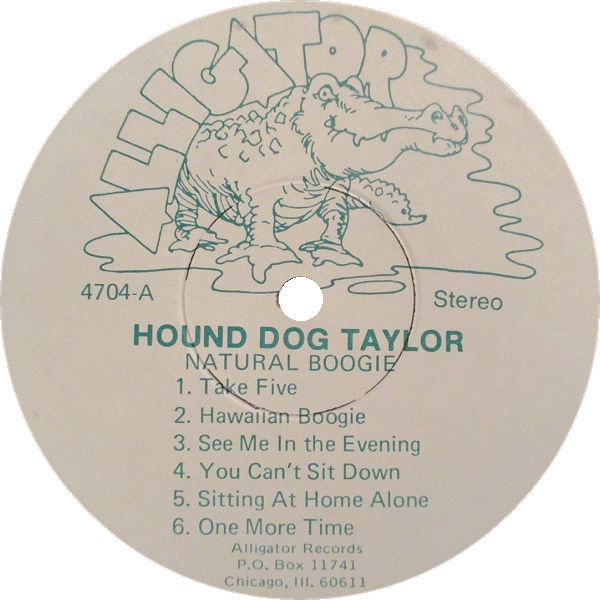 ALLIGATOR
4704-A
Stereo
HOUND DOG TAYLOR
NATURAL BOOGIE
1. Take Five
2. Hawaiian Boogie
3. See Me In the Evening
4. You Can't Sit Down
5. Sitting At Home Alone
6. One More Time
Alligator Records
P.O. Box 11741
Chicago, Ill. 60611